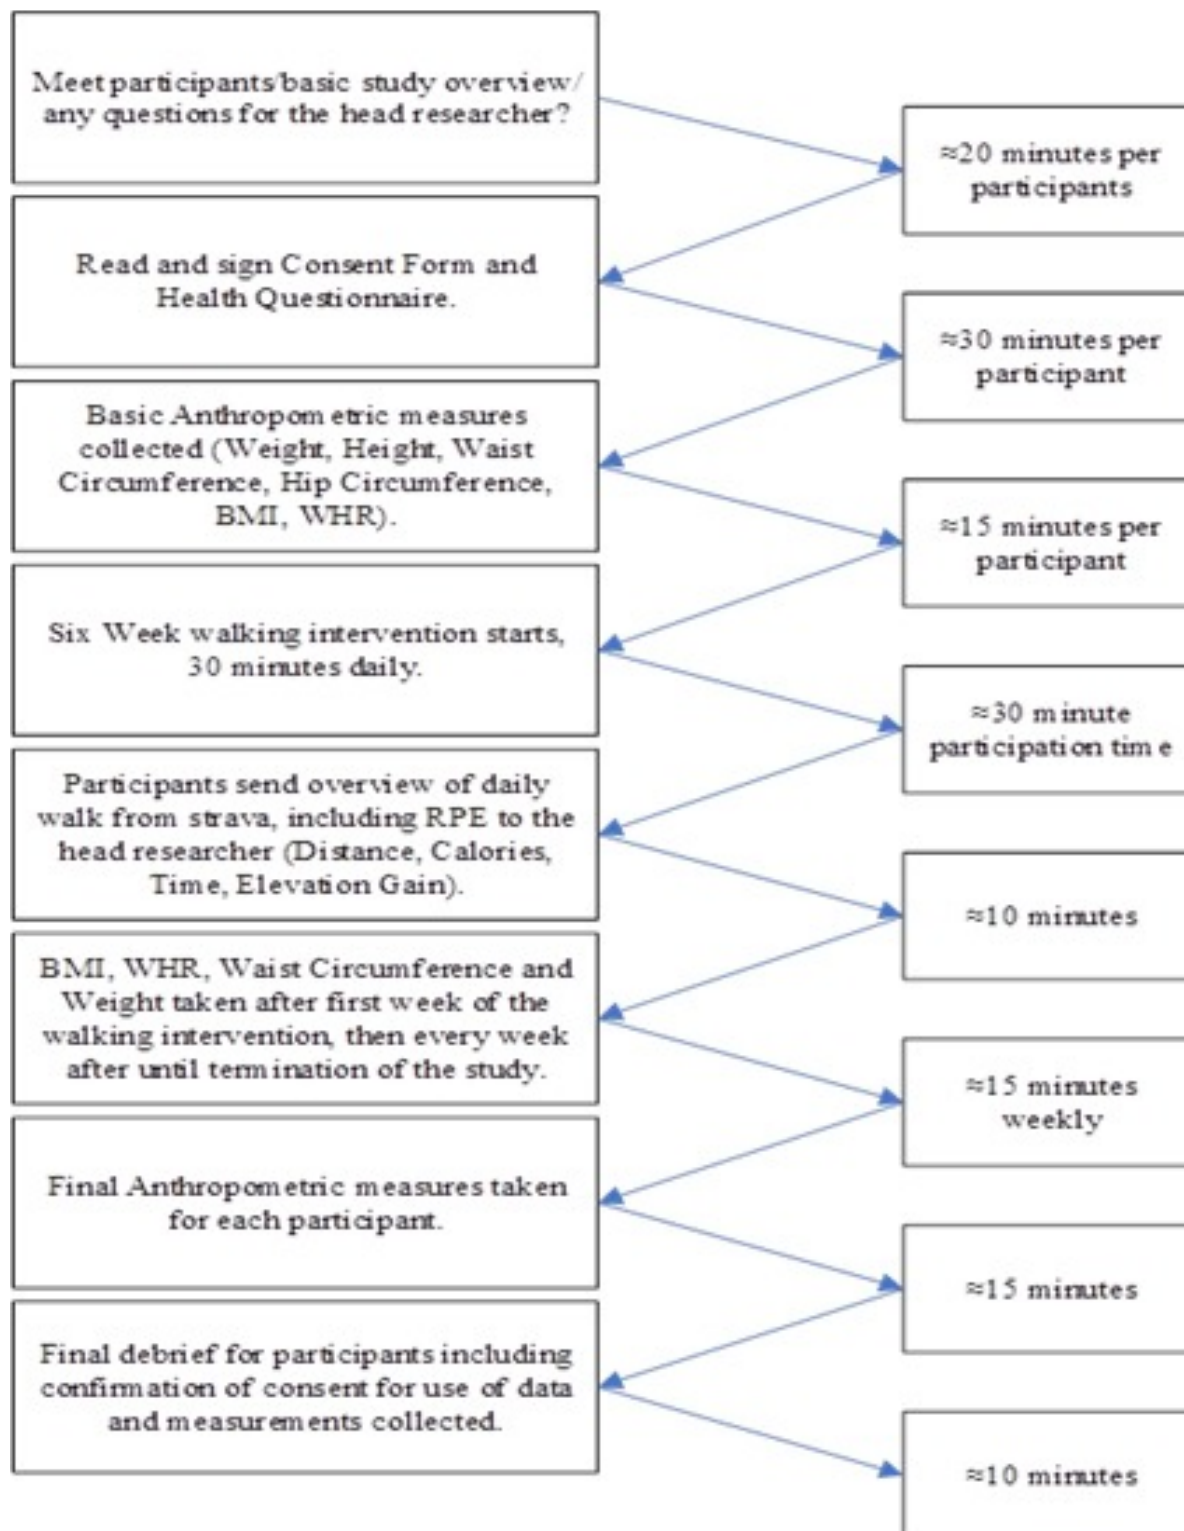 Meet participants/basic study overview/
any questions for the head researcher?
≈20 minutes per
participants
Read and sign Consent Form and
Health Questionnaire.
≈30 minutes per
participant
Basic Anthropometric measures
collected (Weight, Height, Waist
Circumference, Hip Circumference,
BMI, WHR).
≈15 minutes per
participant
Six Week walking intervention starts,
30 minutes daily.
≈30 minute
participation time
Participants send overview of daily
walk from strava, including RPE to the
head researcher (Distance, Calories,
Time, Elevation Gain).
≈10 minutes
BMI, WHR, Waist Circumference and
Weight taken after first week of the
walking intervention, then every week
after until termination of the study.
≈15 minutes
weekly
Final Anthropometric measures taken
for each participant.
≈15 minutes
Final debrief for participants including
confirmation of consent for use of data
and measurements collected.
≈10 minutes